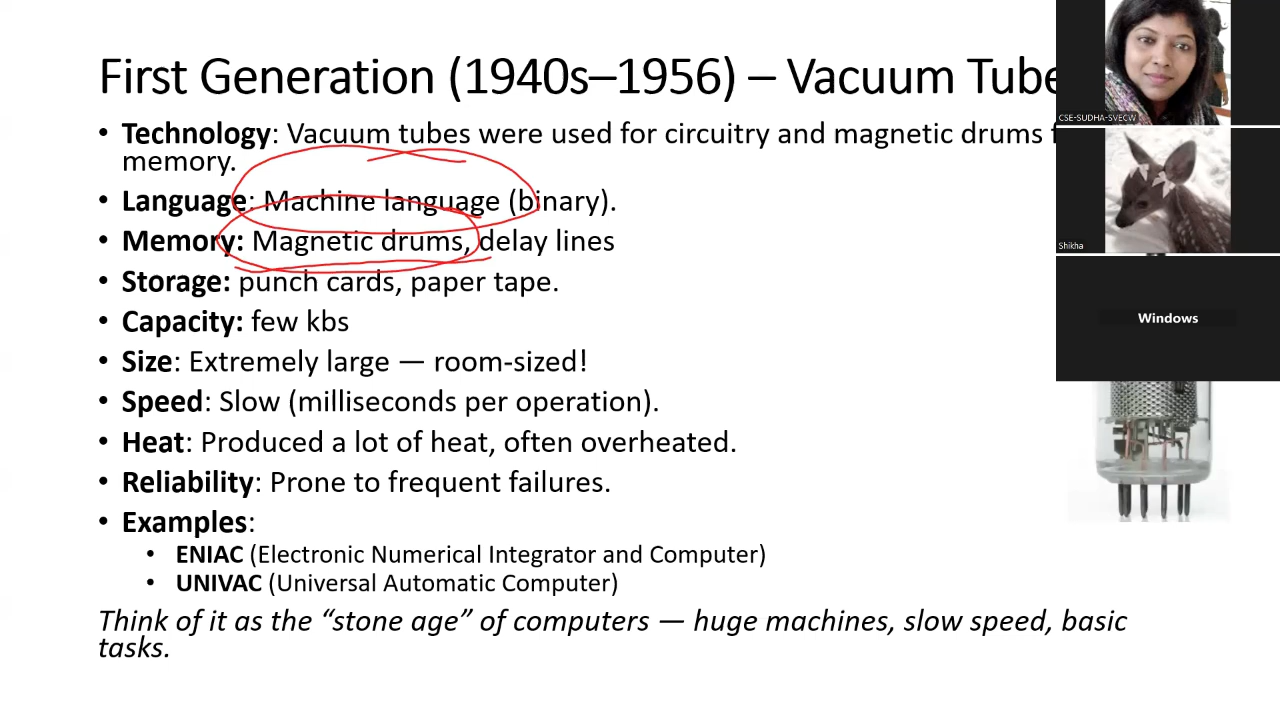 First Generation (1940s–1956) – Vacuum Tube
• Technology: Vacuum tubes were used for circuitry and magnetic drums
memory.
• Language: Machine language (binary).
• Memory: Magnetic drums, delay lines
• Storage: punch cards, paper tape.
• Capacity: few kbs
• Size: Extremely large — room-sized!
• Speed: Slow (milliseconds per operation).
• Heat: Produced a lot of heat, often overheated.
• Reliability: Prone to frequent failures.
• Examples:
• ENIAC (Electronic Numerical Integrator and Computer)
• UNIVAC (Universal Automatic Computer)
Think of it as the “stone age” of computers — huge machines, slow speed, basic
tasks.
CSE-SUDHA-SVECW
Shikha
Windows